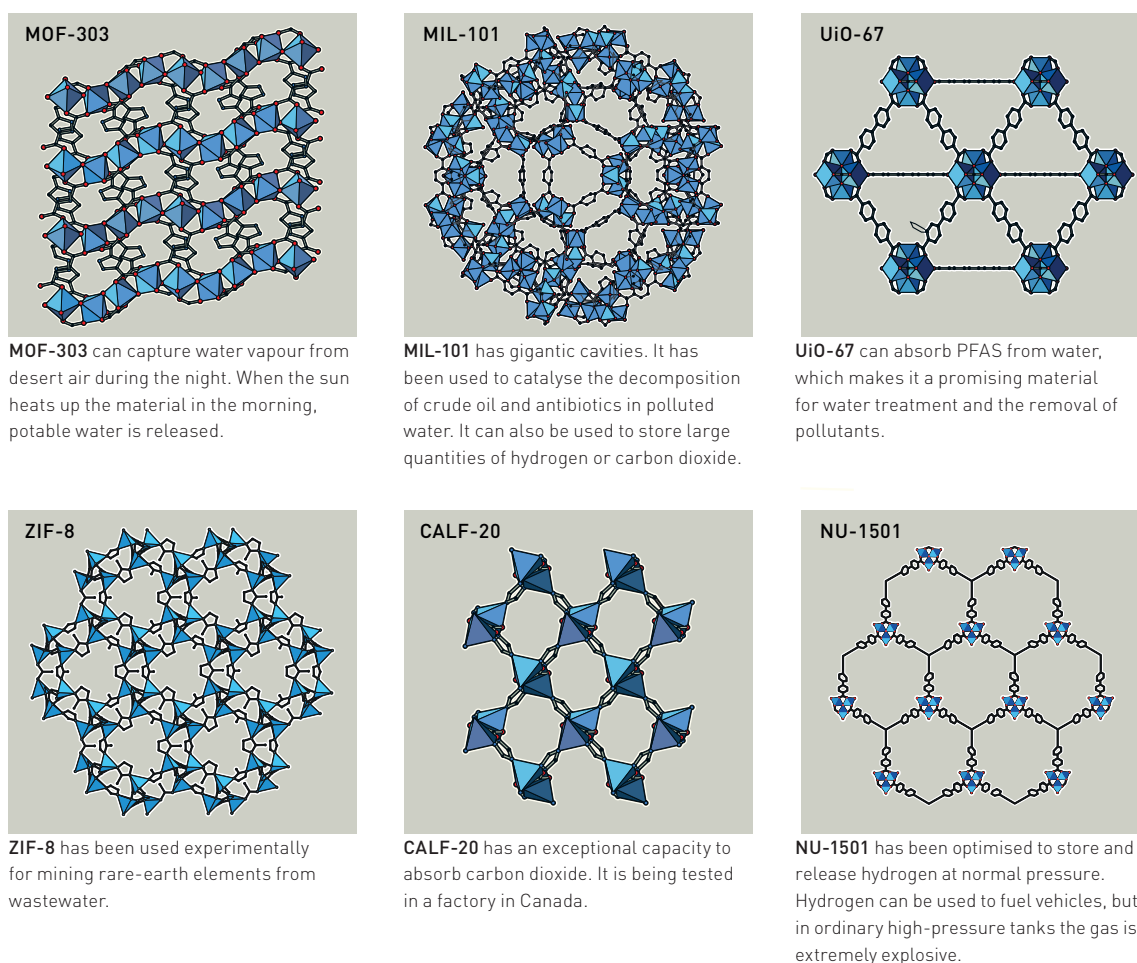 MOF-303
MOF-303 can capture water vapour from
desert air during the night. When the sun
heats up the material in the morning,
potable water is released.
MIL-101
MIL-101 has gigantic cavities. It has
been used to catalyse the decomposition
of crude oil and antibiotics in polluted
water. It can also be used to store large
quantities of hydrogen or carbon dioxide.
UiO-67
UiO-67 can absorb PFAS from water,
which makes it a promising material
for water treatment and the removal of
pollutants.
ZIF-8
ZIF-8 has been used experimentally
for mining rare-earth elements from
wastewater.
CALF-20
CALF-20 has an exceptional capacity to
absorb carbon dioxide. It is being tested
in a factory in Canada.
NU-1501
NU-1501 has been optimised to store and
release hydrogen at normal pressure.
Hydrogen can be used to fuel vehicles, but
in ordinary high-pressure tanks the gas is
extremely explosive.